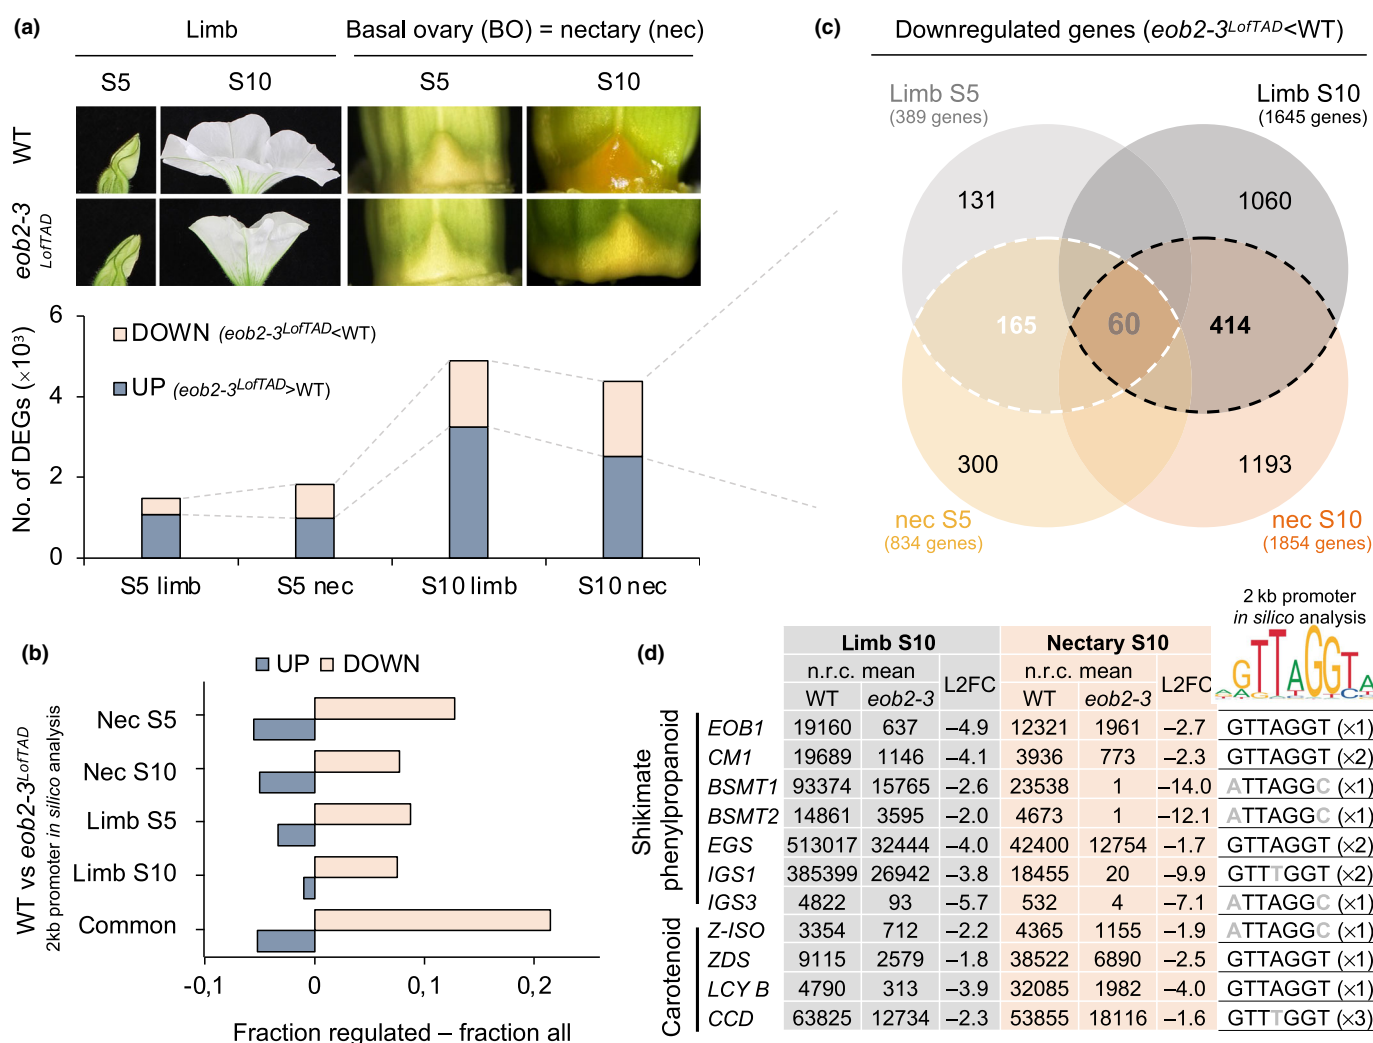 (a)
Limb
Basal ovary (BO) = nectary (nec)
S5 S10 S5 S10
WT
eob2-3 LofTAD
No. of DEGs (×10³)
6
4
2
0
DOWN (eob2-3LofTAD<WT)
UP (eob2-3LofTAD>WT)
S5 limb S5 nec S10 limb S10 nec
(c)
Downregulated genes (eob2-3LofTAD<WT)
Limb S5
(389 genes)
Limb S10
(1645 genes)
131
1060
165
60
414
300
1193
nec S5
(834 genes)
nec S10
(1854 genes)
(b)
UP DOWN
WT vs eob2-3LofTAD
2kb promoter in silico analysis
Nec S5
Nec S10
Limb S5
Limb S10
Common
-0,1 0 0,1 0,2
Fraction regulated – fraction all
(d)
2 kb promoter
in silico analysis
GTTAGGTA
Limb S10 Nectary S10
n.r.c. mean L2FC n.r.c. mean L2FC
WT eob2-3 WT eob2-3
Shikimate
phenylpropanoid
EOB1 19160 637 –4.9 12321 1961 –2.7 GTTAGGT (×1)
CM1 19689 1146 –4.1 3936 773 –2.3 GTTAGGT (×2)
BSMT1 93374 15765 –2.6 23538 1 –14.0 ATTAGGC (×1)
BSMT2 14861 3595 –2.0 4673 1 –12.1 ATTAGGC (×1)
EGS 513017 32444 –4.0 42400 12754 –1.7 GTTAGGT (×2)
IGS1 385399 26942 –3.8 18455 20 –9.9 GTTTGGT (×2)
IGS3 4822 93 –5.7 532 4 –7.1 ATTAGGC (×1)
Carotenoid
Z-ISO 3354 712 –2.2 4365 1155 –1.9 ATTAGGC (×1)
ZDS 9115 2579 –1.8 38522 6890 –2.5 GTTAGGT (×1)
LCY B 4790 313 –3.9 32085 1982 –4.0 GTTAGGT (×1)
CCD 63825 12734 –2.3 53855 18116 –1.6 GTTTGGT (×3)